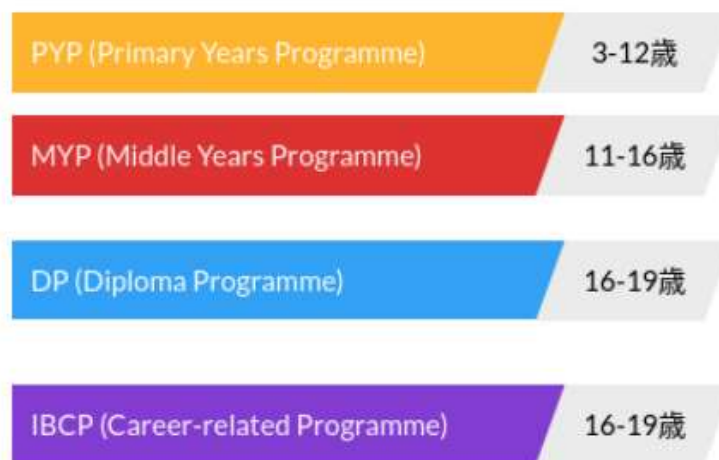 PYP (Primary Years Programme) 3-12歳
MYP (Middle Years Programme) 11-16歳
DP (Diploma Programme) 16-19歳
IBCP (Career-related Programme) 16-19歳